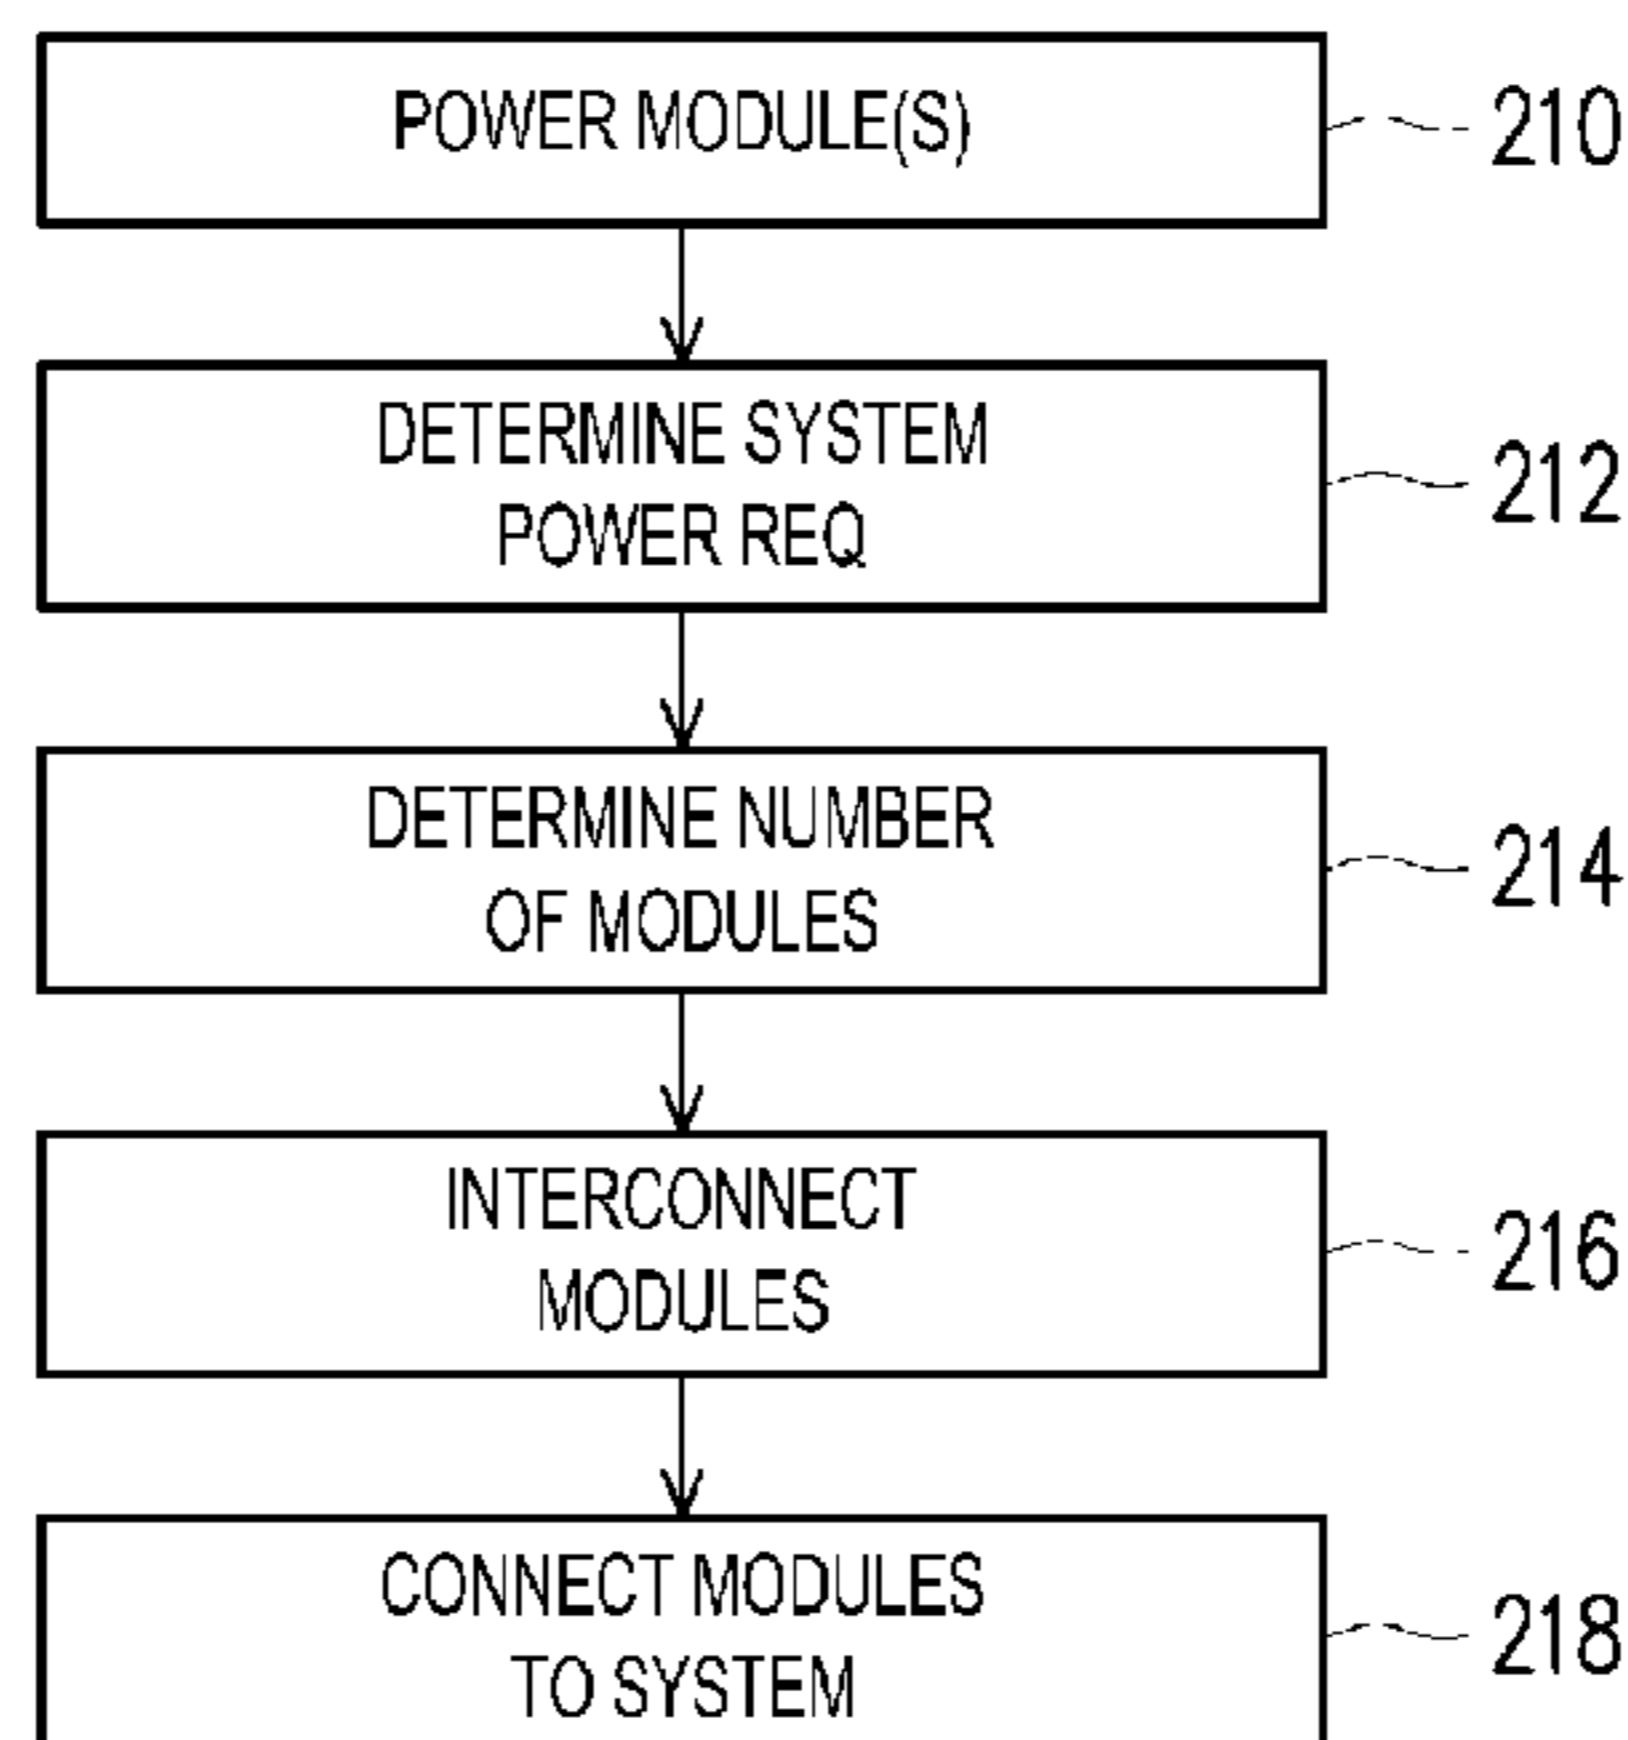 POWER MODULE(S)
210
DETERMINE SYSTEM
POWER REQ
212
DETERMINE NUMBER
OF MODULES
214
INTERCONNECT
MODULES
216
CONNECT MODULES
TO SYSTEM
218